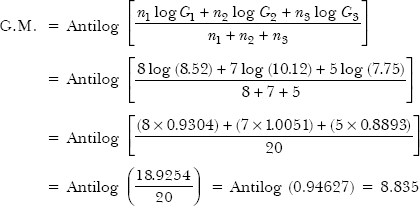 G.M. = Antilog [ (n₁ log G₁ + n₂ log G₂ + n₃ log G₃) / (n₁ + n₂ + n₃) ]
= Antilog [ (8 log (8.52) + 7 log (10.12) + 5 log (7.75)) / (8 + 7 + 5) ]
= Antilog [ ((8 × 0.9304) + (7 × 1.0051) + (5 × 0.8893)) / 20 ]
= Antilog ( 18.9254 / 20 ) = Antilog (0.94627) = 8.835